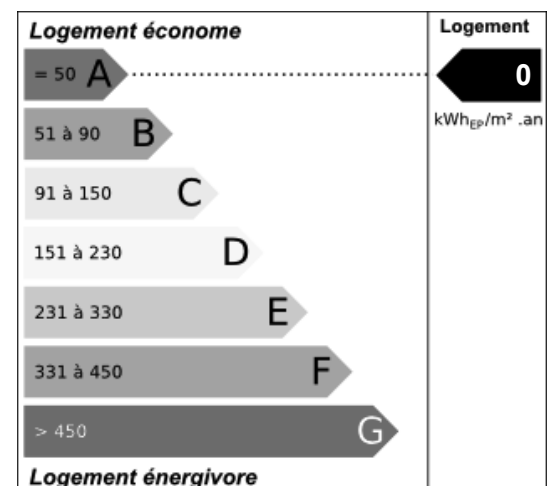 Logement économe
Logement
= 50 A
0
kWhEP/m² .an
51 à 90 B
91 à 150 C
151 à 230 D
231 à 330 E
331 à 450 F
> 450 G
Logement énergivore